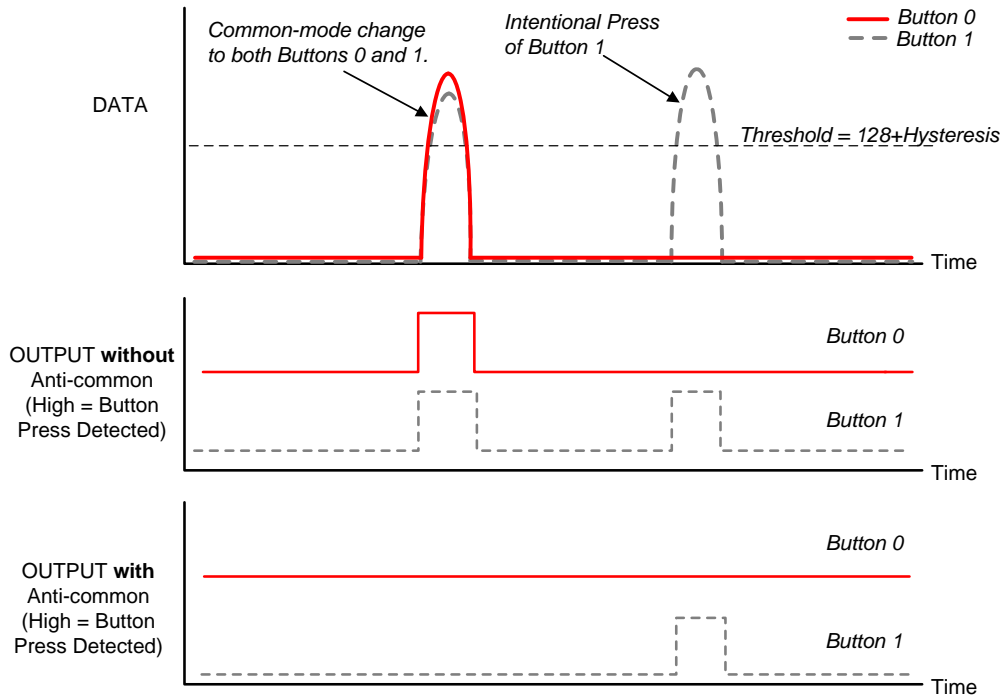 Common-mode change
to both Buttons 0 and 1.
Intentional Press
of Button 1
Button 0
Button 1
DATA
Threshold = 128+Hysteresis
Time
OUTPUT without
Anti-common
(High = Button
Press Detected)
Button 0
Button 1
Time
OUTPUT with
Anti-common
(High = Button
Press Detected)
Button 0
Button 1
Time